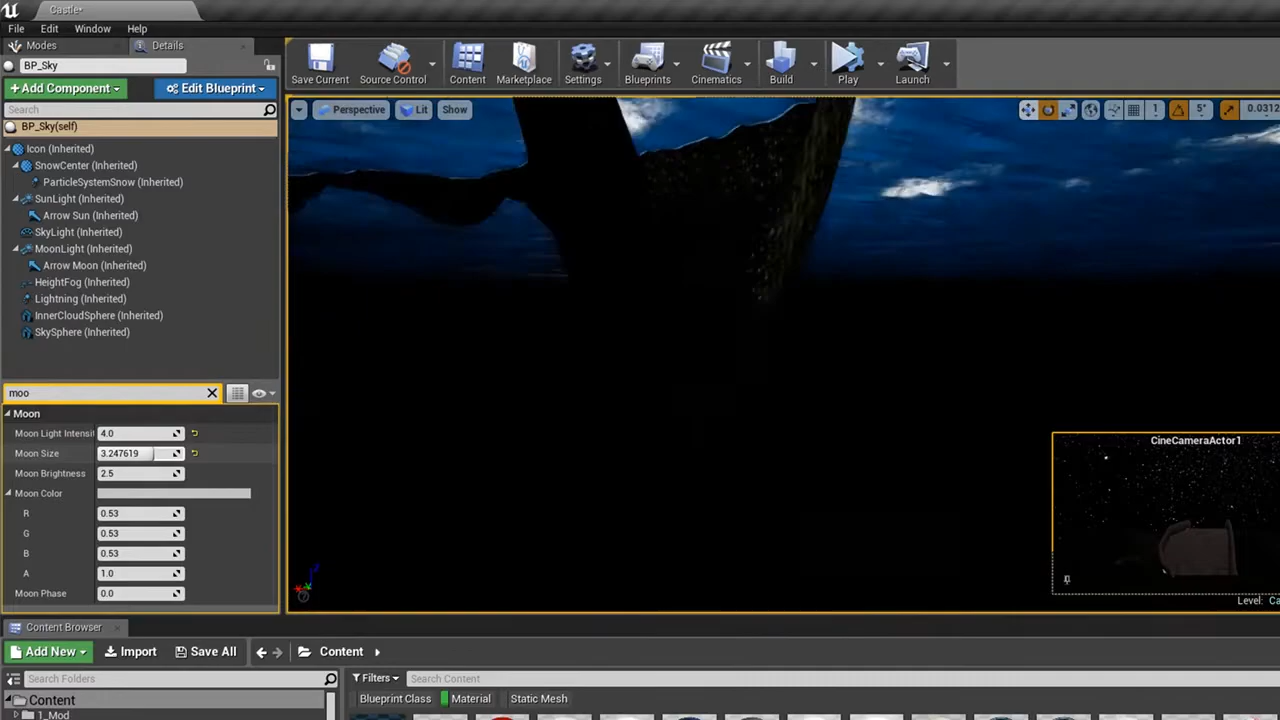 Castle*
File Edit Window Help
Modes Details
BP_Sky
Save Current Source Control Content Marketplace Settings Blueprints Cinematics Build Play Launch
+ Add Component Edit Blueprint
Search
Perspective Lit Show 1 5° 0.0312
BP_Sky(self)
Icon (Inherited)
SnowCenter (Inherited)
ParticleSystemSnow (Inherited)
SunLight (Inherited)
Arrow Sun (Inherited)
SkyLight (Inherited)
MoonLight (Inherited)
Arrow Moon (Inherited)
HeightFog (Inherited)
Lightning (Inherited)
InnerCloudSphere (Inherited)
SkySphere (Inherited)
moo
Moon
Moon Light Intensit 4.0
Moon Size 3.247619
Moon Brightness 2.5
Moon Color
R 0.53
G 0.53
B 0.53
A 1.0
Moon Phase 0.0
CineCameraActor1
Level: Ca
Content Browser
Add New Import Save All Content
Search Folders Filters Search Content
Content Blueprint Class Material Static Mesh
1_Mod